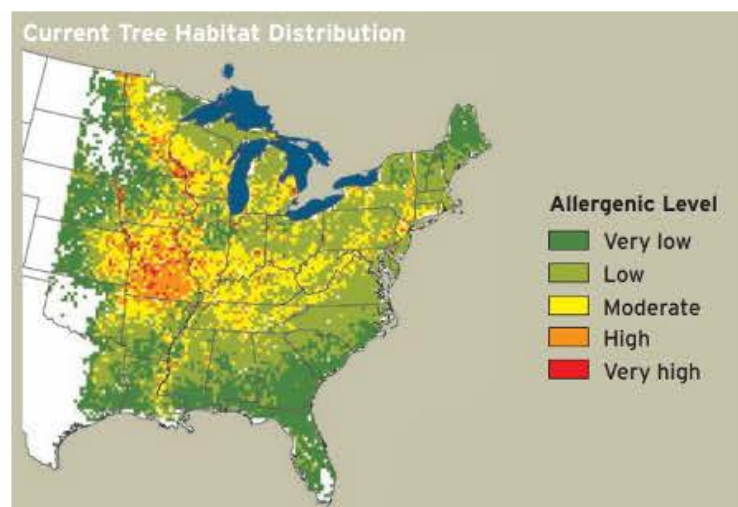 Current Tree Habitat Distribution
Allergenic Level
Very low
Low
Moderate
High
Very high